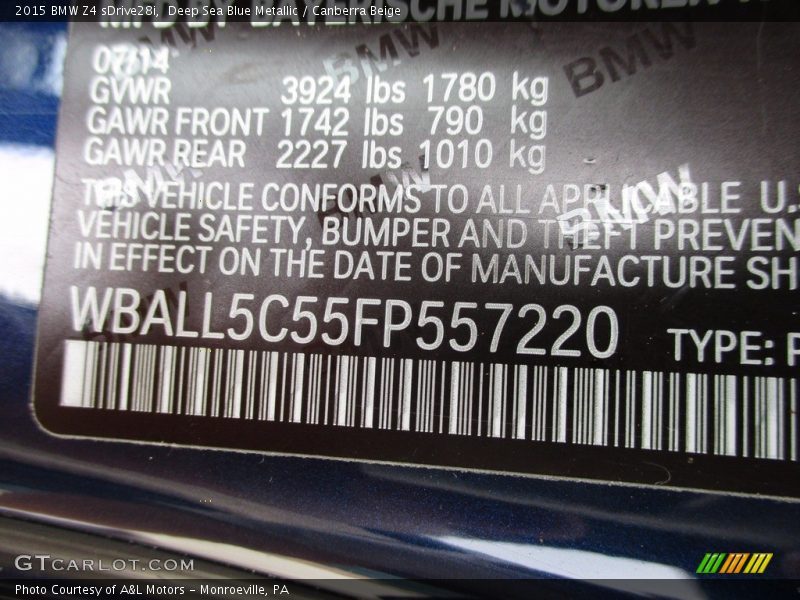 2015 BMW Z4 sDrive28i, Deep Sea Blue Metallic / Canberra Beige
07/14
GVWR 3924 lbs 1780 kg
GAWR FRONT 1742 lbs 790 kg
GAWR REAR 2227 lbs 1010 kg
THIS VEHICLE CONFORMS TO ALL APPLICABLE U.S
VEHICLE SAFETY, BUMPER AND THEFT PREVEN
IN EFFECT ON THE DATE OF MANUFACTURE SH
WBALL5C55FP557220 TYPE: P
BMW
BMW
BMW
BMW
GTCARLOT.COM
Photo Courtesy of A&L Motors - Monroeville, PA